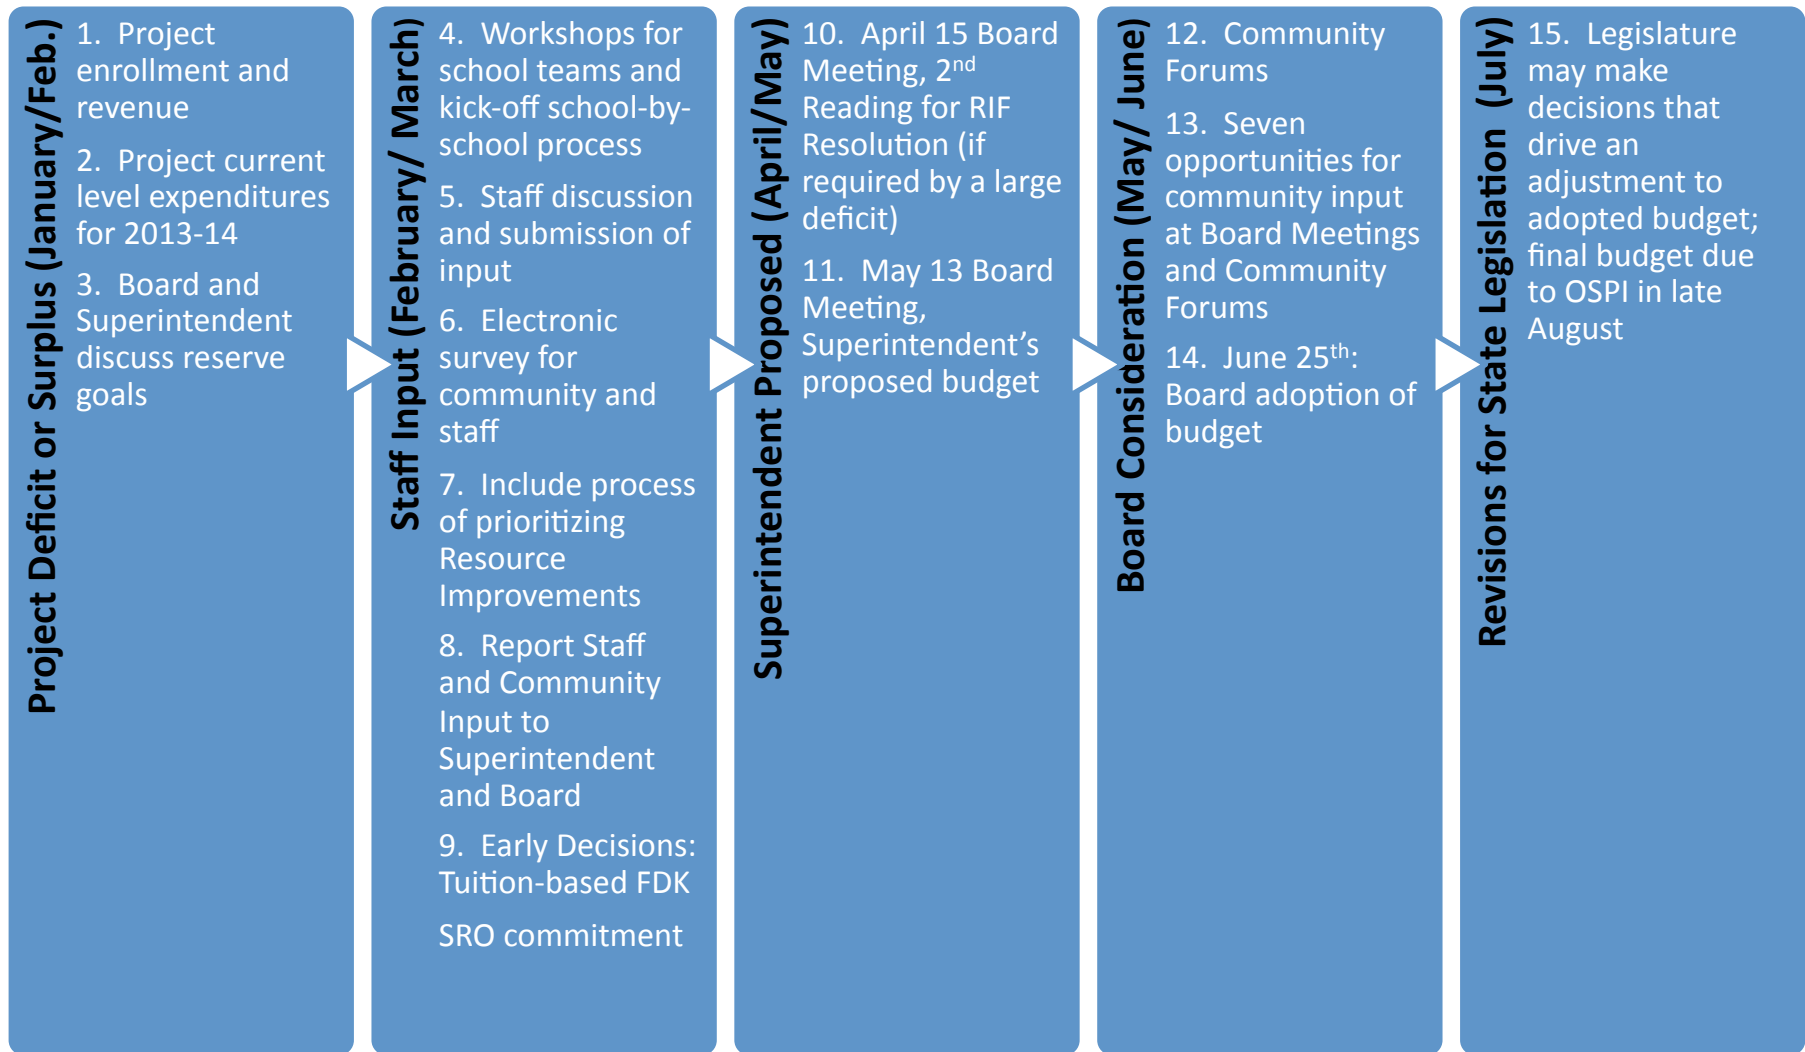 Project Deficit or Surplus (January/Feb.)
1. Project
enrollment and
revenue
2. Project current
level expenditures
for 2013-14
3. Board and
Superintendent
discuss reserve
goals
Staff Input (February/ March)
4. Workshops for
school teams and
kick-off school-by-
school process
5. Staff discussion
and submission of
input
6. Electronic
survey for
community and
staff
7. Include process
of prioritizing
Resource
Improvements
8. Report Staff
and Community
Input to
Superintendent
and Board
9. Early Decisions:
Tuition-based FDK
SRO commitment
Superintendent Proposed (April/May)
10. April 15 Board
Meeting, 2nd
Reading for RIF
Resolution (if
required by a large
deficit)
11. May 13 Board
Meeting,
Superintendent’s
proposed budget
Board Consideration (May/ June)
12. Community
Forums
13. Seven
opportunities for
community input
at Board Meetings
and Community
Forums
14. June 25th:
Board adoption of
budget
Revisions for State Legislation (July)
15. Legislature
may make
decisions that
drive an
adjustment to
adopted budget;
final budget due
to OSPI in late
August